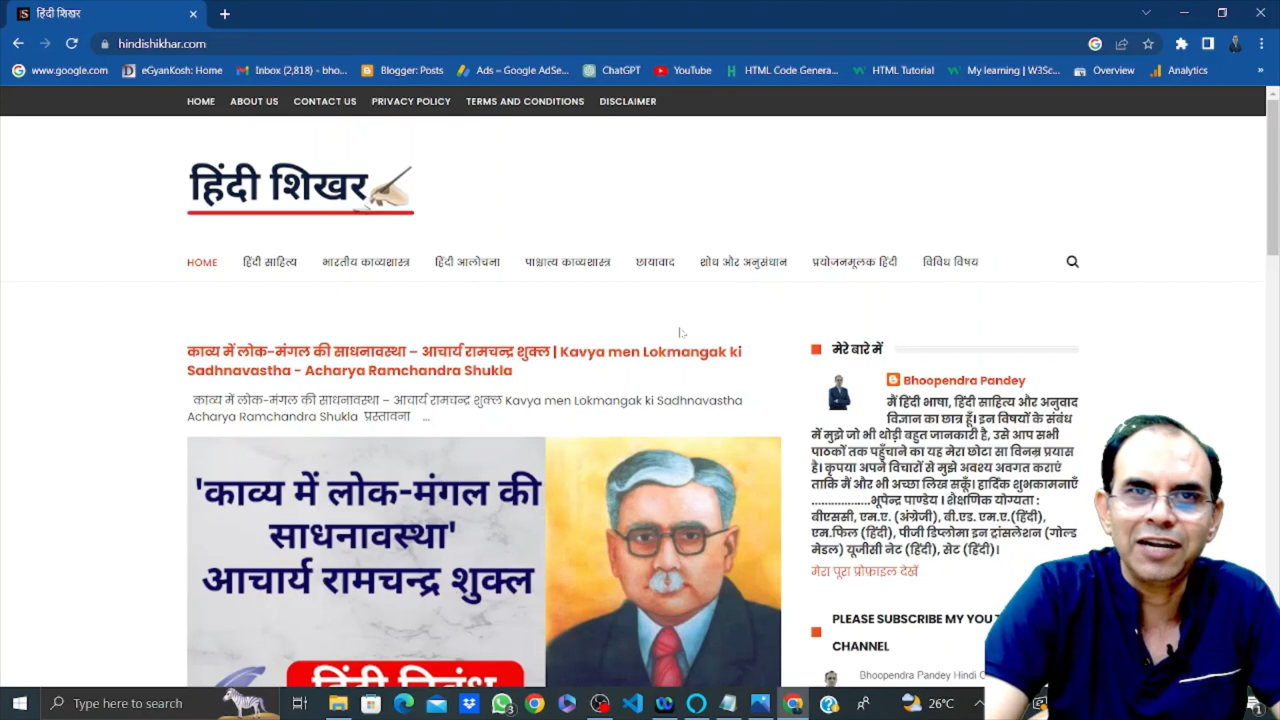 हिंदी शिखर
hindishikhar.com
www.google.com eGyanKosh: Home Inbox (2,818) - bho... Blogger: Posts Ads – Google AdSe... ChatGPT YouTube HTML Code Genera... HTML Tutorial My learning | W3Sc... Overview Analytics »
HOME ABOUT US CONTACT US PRIVACY POLICY TERMS AND CONDITIONS DISCLAIMER
हिंदी शिखर
HOME हिंदी साहित्य भारतीय काव्यशास्त्र हिंदी आलोचना पाश्चात्य काव्यशास्त्र छायावाद शोध और अनुसंधान प्रयोजनमूलक हिंदी विविध विषय
काव्य में लोक-मंगल की साधनावस्था – आचार्य रामचन्द्र शुक्ल | Kavya men Lokmangak ki
Sadhnavastha - Acharya Ramchandra Shukla
काव्य में लोक-मंगल की साधनावस्था – आचार्य रामचन्द्र शुक्ल Kavya men Lokmangak ki Sadhnavastha
Acharya Ramchandra Shukla प्रस्तावना ...
'काव्य में लोक-मंगल की
साधनावस्था'
आचार्य रामचन्द्र शुक्ल
हिंदी निबंध
मेरे बारे में
Bhoopendra Pandey
मैं हिंदी भाषा, हिंदी साहित्य और अनुवाद
विज्ञान का छात्र हूँ। इन विषयों के संबंध
में मुझे जो भी थोड़ी बहुत जानकारी है, उसे आप सभी
पाठकों तक पहुँचाने का यह मेरा छोटा सा विनम्र प्रयास
है। कृपया अपने विचारों से मुझे अवश्य अवगत कराएं
ताकि मैं और भी अच्छा लिख सकूँ। हार्दिक शुभकामनाएँ
...................भूपेन्द्र पाण्डेय । शैक्षणिक योग्यता :
बीएससी, एम.ए. (अंग्रेजी), बी.एड. एम.ए.(हिंदी),
एम.फिल (हिंदी), पीजी डिप्लोमा इन ट्रांसलेशन (गोल्ड
मेडल) यूजीसी नेट (हिंदी), सेट (हिंदी)।
मेरा पूरा प्रोफ़ाइल देखें
PLEASE SUBSCRIBE MY YOU T
CHANNEL
Bhoopendra Pandey Hindi C
Type here to search 3 26°C 1